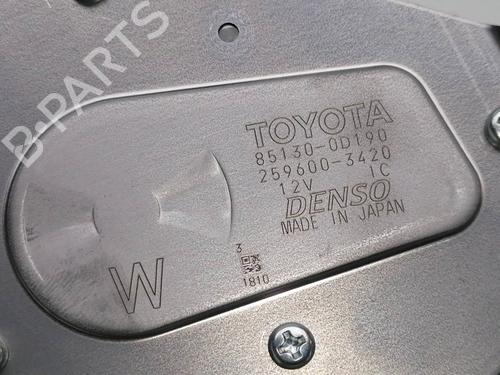 B-PARTS
TOYOTA
85130-0D190
259600-3420
12V 1C
DENSO
MADE IN JAPAN
W
3
1810